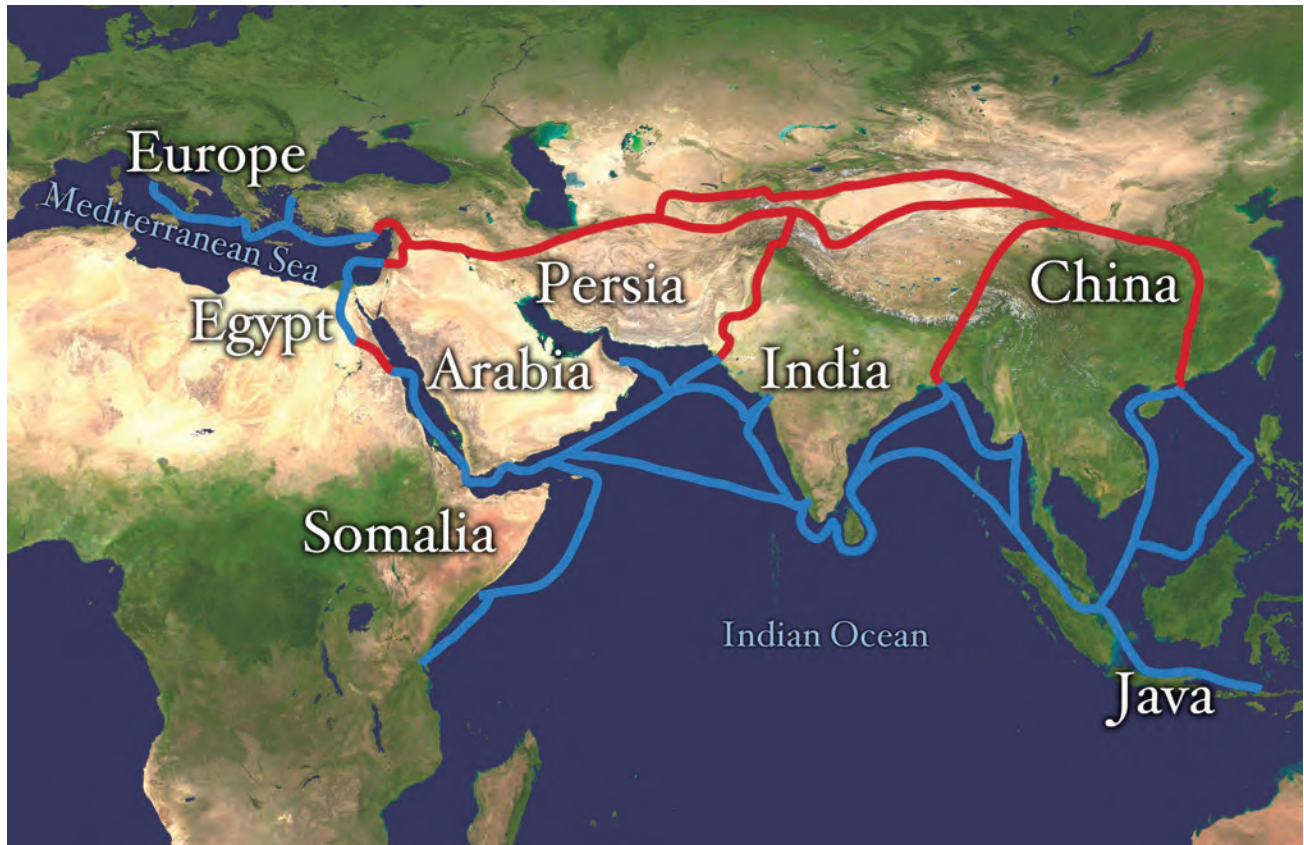 Europe
Mediterranean Sea
Egypt
Persia
China
Arabia
India
Somalia
Indian Ocean
Java